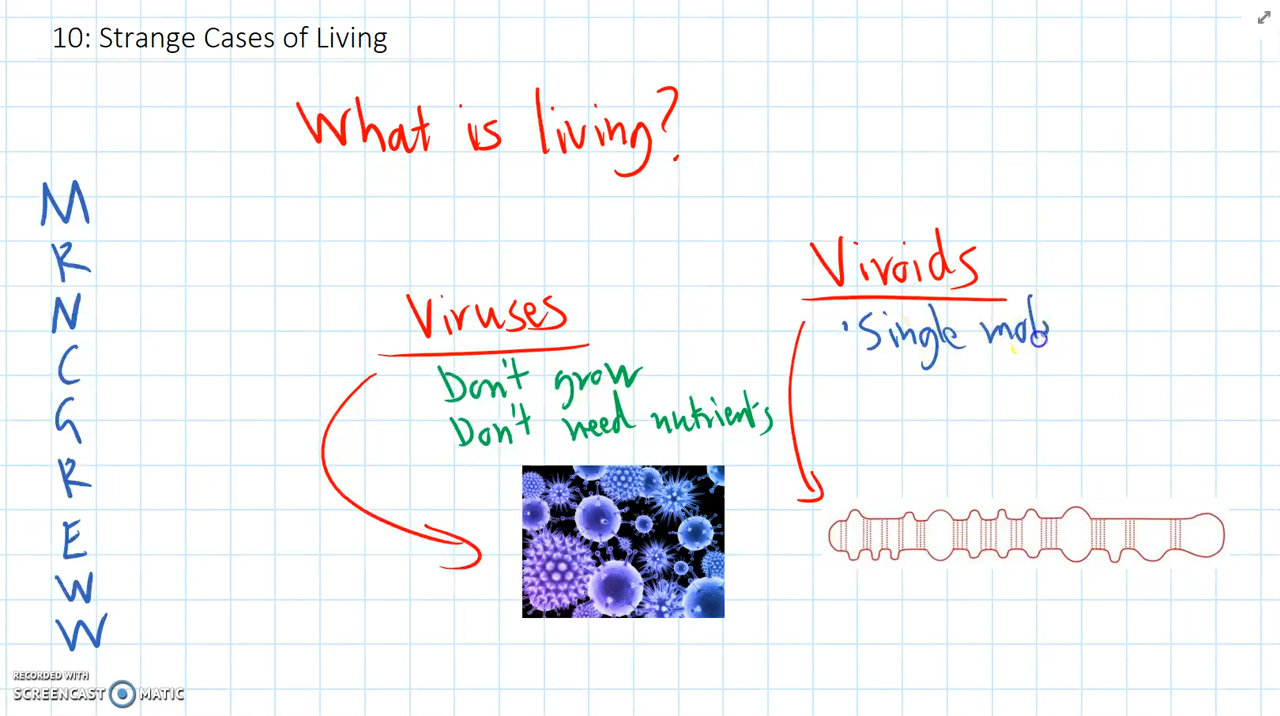 10: Strange Cases of Living
What is living?
M
R
N
C
G
R
E
W
W
Viruses
Don't grow
Don't need nutrients
Viroids
·Single
RECORDED WITH
SCREENCAST MATIC